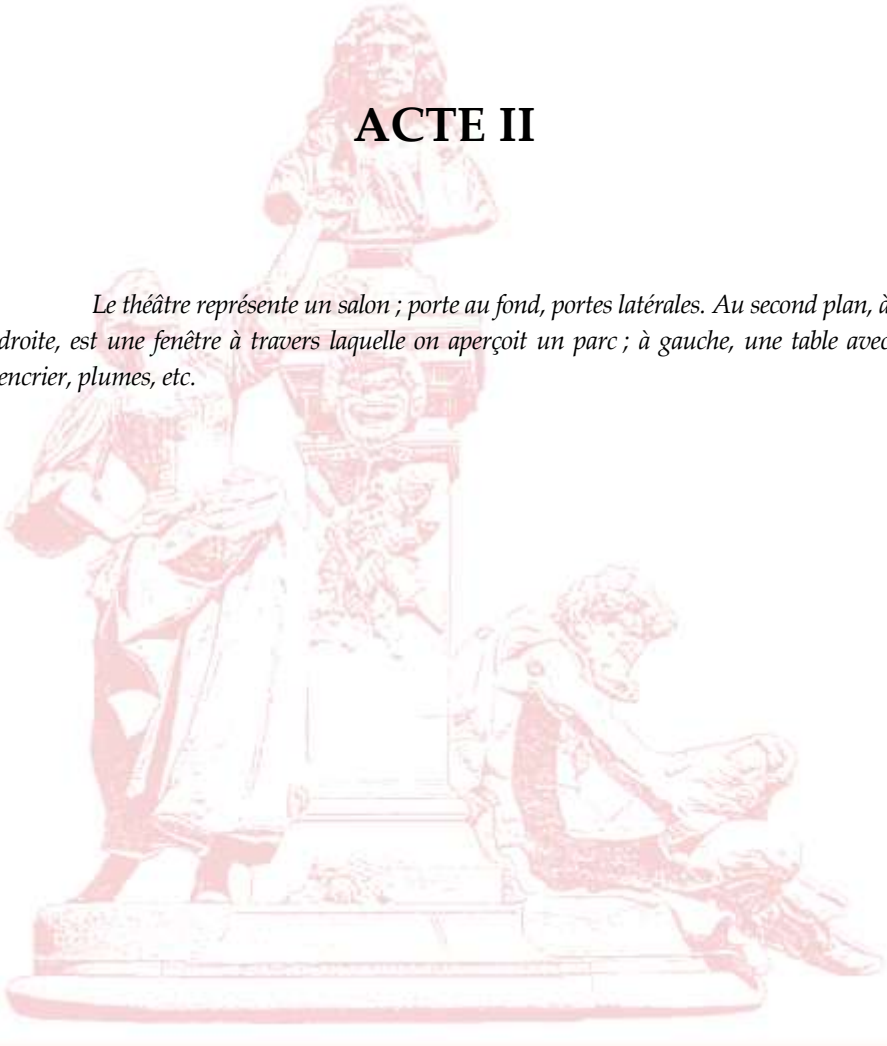 ACTE II
Le théâtre représente un salon ; porte au fond, portes latérales. Au second plan, à
droite, est une fenêtre à travers laquelle on aperçoit un parc ; à gauche, une table avec
encrier, plumes, etc.